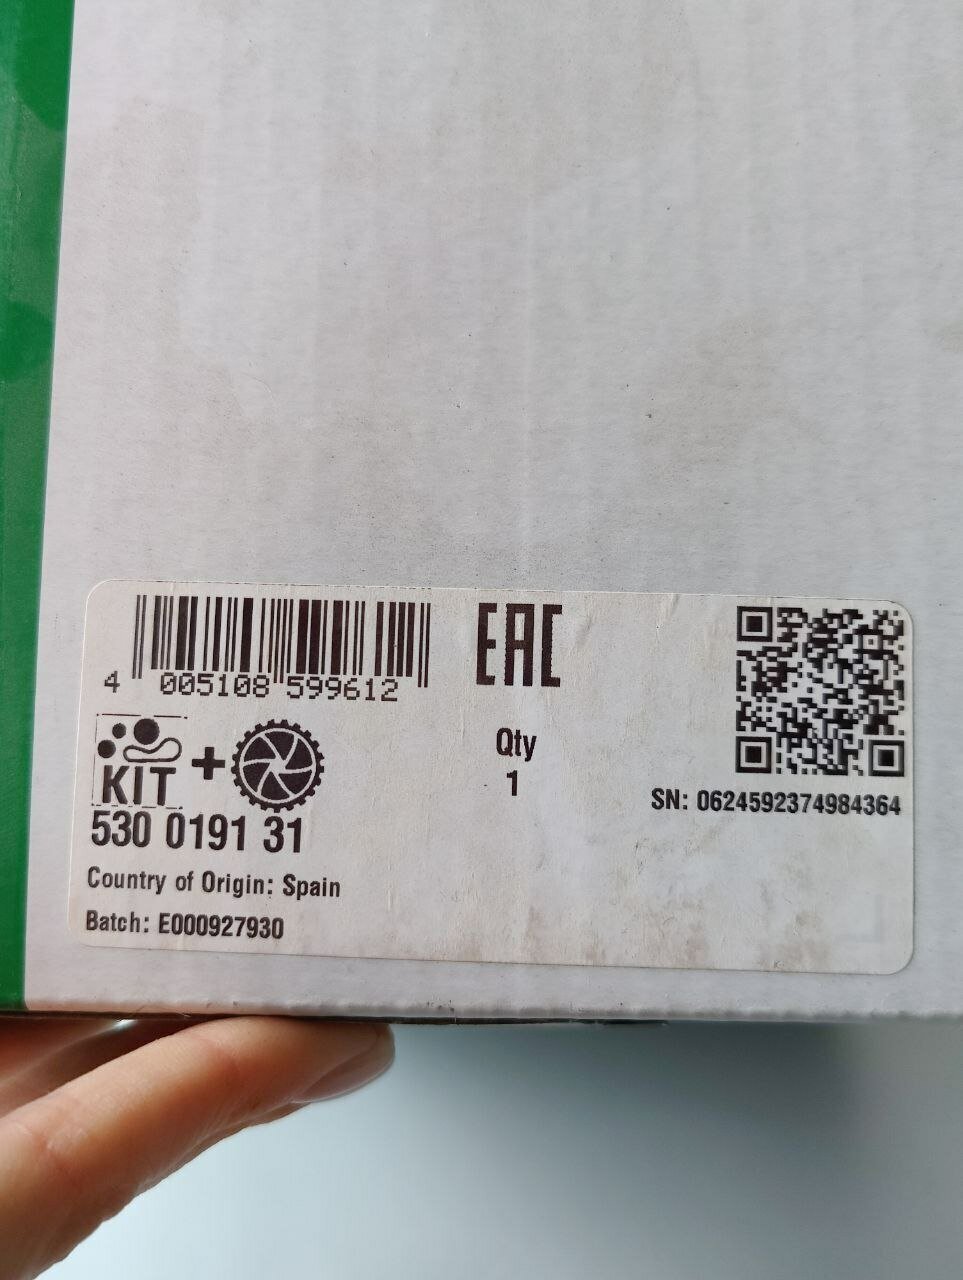 4 005108 599612
EAC
KIT +
Qty
1
530 0191 31
SN: 0624592374984364
Country of Origin: Spain
Batch: E000927930